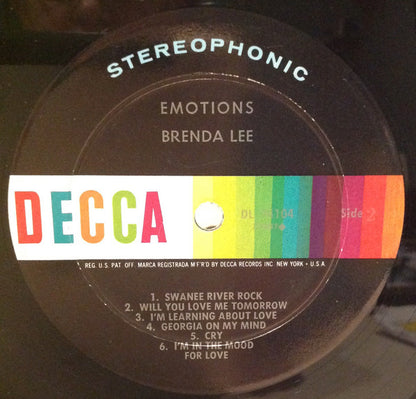 STEREOPHONIC
EMOTIONS
BRENDA LEE
DECCA
Side 2
REG. U.S. PAT. OFF. MARCA REGISTRADA M'F'R'D BY DECCA RECORDS INC. NEW YORK • U.S.A.
1. SWANEE RIVER ROCK
2. WILL YOU LOVE ME TOMORROW
3. I'M LEARNING ABOUT LOVE
4. GEORGIA ON MY MIND
5. CRY
6. I'M IN THE MOOD
FOR LOVE